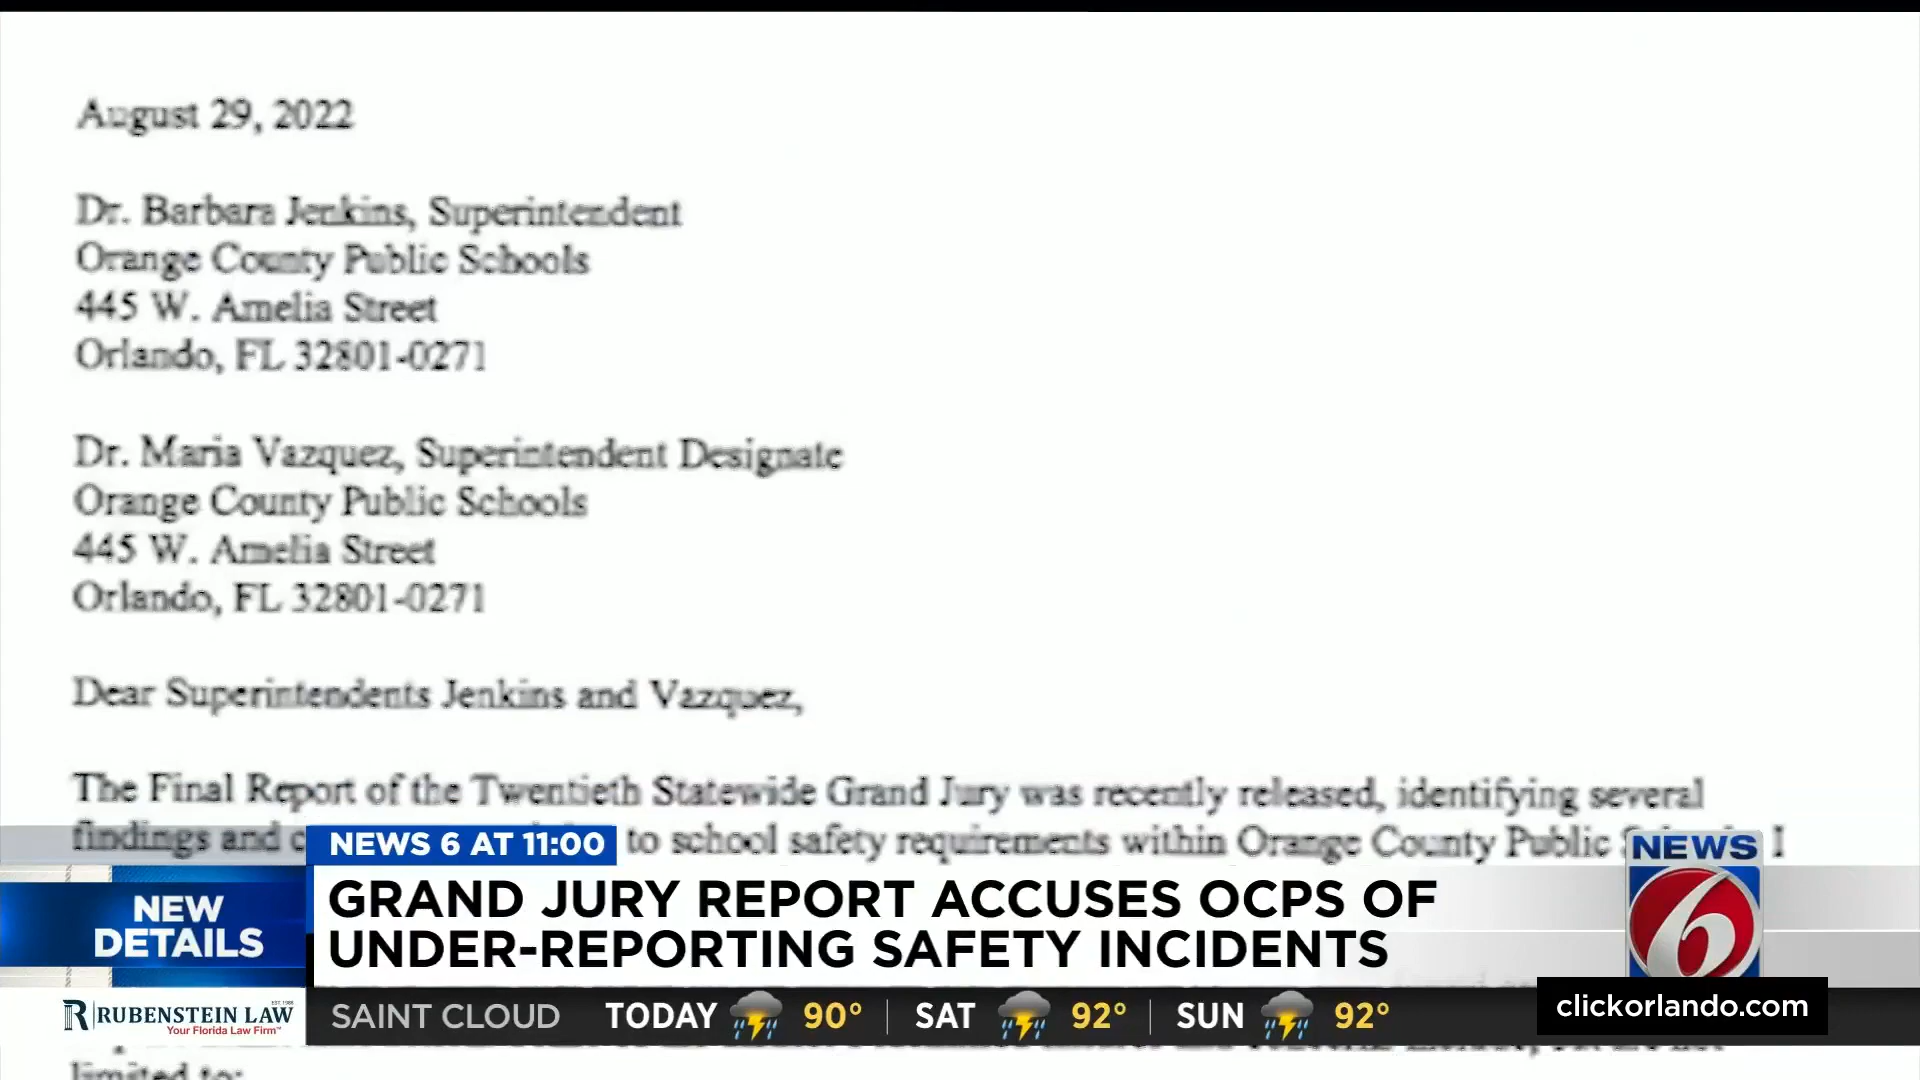 August 29, 2022
Dr. Barbara Jenkins, Superintendent
Orange County Public Schools
445 W. Amelia Street
Orlando, FL 32801-0271
Dr. Maria Vazquez, Superintendent Designate
Orange County Public Schools
445 W. Amelia Street
Orlando, FL 32801-0271
Dear Superintendents Jenkins and Vazquez,
The Final Report of the Twentieth Statewide Grand Jury was recently released, identifying several
findings and
to school safety requirements within Orange County Public
I
NEWS 6 AT 11:00
NEW
DETAILS
GRAND JURY REPORT ACCUSES OCPS OF
UNDER-REPORTING SAFETY INCIDENTS
NEWS
6
R RUBENSTEIN LAW
EST. 1988
Your Florida Law Firm™
SAINT CLOUD TODAY 90° SAT 92° SUN 92°
clickorlando.com
limited to: